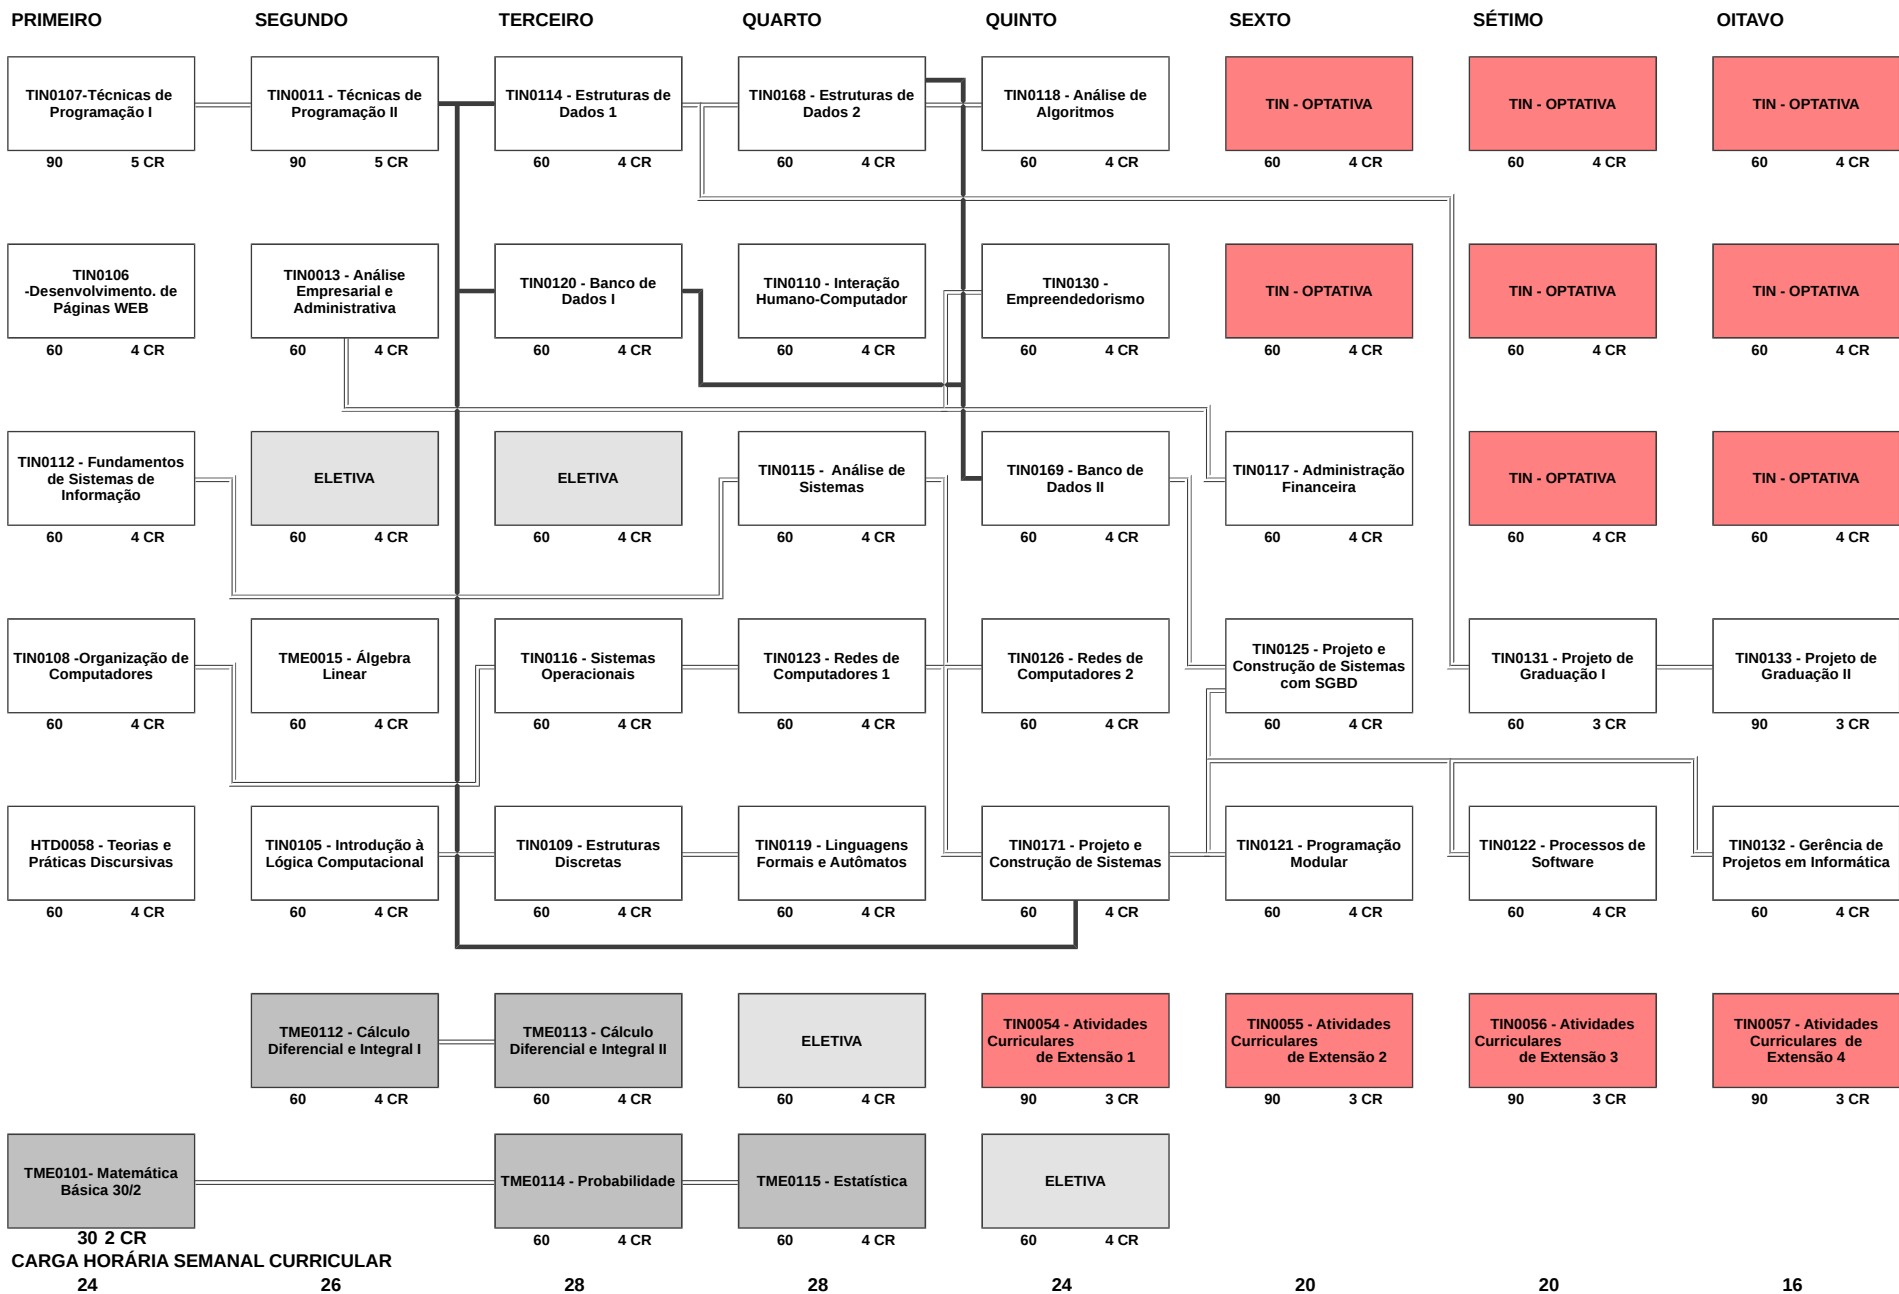 PRIMEIRO SEGUNDO TERCEIRO QUARTO QUINTO SEXTO SÉTIMO OITAVO
TIN0107-Técnicas de
Programação I
90 5 CR
TIN0011 - Técnicas de
Programação II
90 5 CR
TIN0114 - Estruturas de
Dados 1
60 4 CR
TIN0168 - Estruturas de
Dados 2
60 4 CR
TIN0118 - Análise de
Algoritmos
60 4 CR
TIN - OPTATIVA
60 4 CR
TIN - OPTATIVA
60 4 CR
TIN - OPTATIVA
60 4 CR
TIN0106
-Desenvolvimento. de
Páginas WEB
60 4 CR
TIN0013 - Análise
Empresarial e
Administrativa
60 4 CR
TIN0120 - Banco de
Dados I
60 4 CR
TIN0110 - Interação
Humano-Computador
60 4 CR
TIN0130 -
Empreendedorismo
60 4 CR
TIN - OPTATIVA
60 4 CR
TIN - OPTATIVA
60 4 CR
TIN - OPTATIVA
60 4 CR
TIN0112 - Fundamentos
de Sistemas de
Informação
60 4 CR
ELETIVA
60 4 CR
ELETIVA
60 4 CR
TIN0115 - Análise de
Sistemas
60 4 CR
TIN0169 - Banco de
Dados II
60 4 CR
TIN0117 - Administração
Financeira
60 4 CR
TIN - OPTATIVA
60 4 CR
TIN - OPTATIVA
60 4 CR
TIN0108 -Organização de
Computadores
60 4 CR
TME0015 - Álgebra
Linear
60 4 CR
TIN0116 - Sistemas
Operacionais
60 4 CR
TIN0123 - Redes de
Computadores 1
60 4 CR
TIN0126 - Redes de
Computadores 2
60 4 CR
TIN0125 - Projeto e
Construção de Sistemas
com SGBD
60 4 CR
TIN0131 - Projeto de
Graduação I
60 3 CR
TIN0133 - Projeto de
Graduação II
90 3 CR
HTD0058 - Teorias e
Práticas Discursivas
60 4 CR
TIN0105 - Introdução à
Lógica Computacional
60 4 CR
TIN0109 - Estruturas
Discretas
60 4 CR
TIN0119 - Linguagens
Formais e Autômatos
60 4 CR
TIN0171 - Projeto e
Construção de Sistemas
60 4 CR
TIN0121 - Programação
Modular
60 4 CR
TIN0122 - Processos de
Software
60 4 CR
TIN0132 - Gerência de
Projetos em Informática
60 4 CR
TME0112 - Cálculo
Diferencial e Integral I
60 4 CR
TME0113 - Cálculo
Diferencial e Integral II
60 4 CR
ELETIVA
60 4 CR
TIN0054 - Atividades
Curriculares
de Extensão 1
90 3 CR
TIN0055 - Atividades
Curriculares
de Extensão 2
90 3 CR
TIN0056 - Atividades
Curriculares
de Extensão 3
90 3 CR
TIN0057 - Atividades
Curriculares de
Extensão 4
90 3 CR
TME0101- Matemática
Básica 30/2
30 2 CR
TME0114 - Probabilidade
60 4 CR
TME0115 - Estatística
60 4 CR
ELETIVA
60 4 CR
CARGA HORÁRIA SEMANAL CURRICULAR
24 26 28 28 24 20 20 16